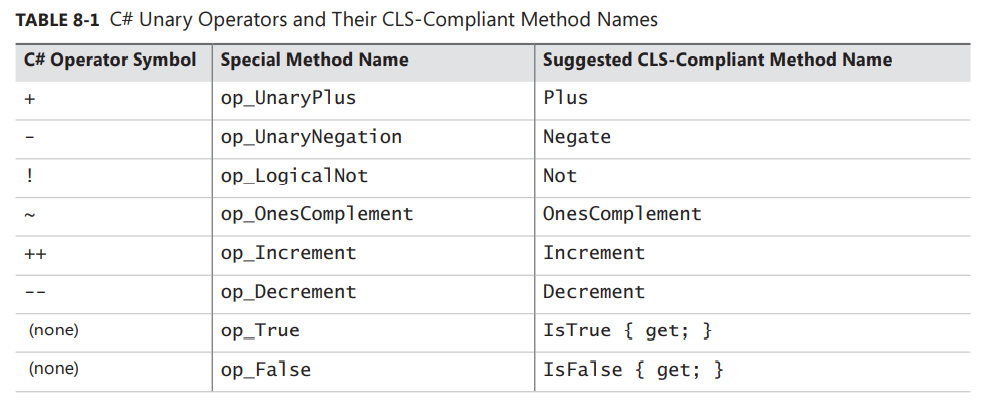 TABLE 8-1 C# Unary Operators and Their CLS-Compliant Method Names
C# Operator Symbol Special Method Name Suggested CLS-Compliant Method Name
+ op_UnaryPlus Plus
- op_UnaryNegation Negate
! op_LogicalNot Not
~ op_OnesComplement OnesComplement
++ op_Increment Increment
-- op_Decrement Decrement
(none) op_True IsTrue { get; }
(none) op_False IsFalse { get; }